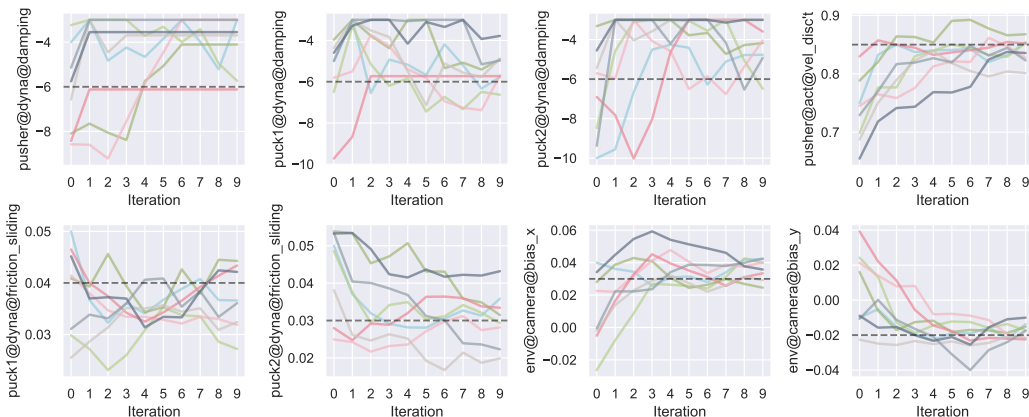 pusher@dyna@damping
−4
−6
−8
0 1 2 3 4 5 6 7 8 9
Iteration
puck1@dyna@damping
−4
−6
−8
−10
0 1 2 3 4 5 6 7 8 9
Iteration
puck2@dyna@damping
−4
−6
−8
−10
0 1 2 3 4 5 6 7 8 9
Iteration
pusher@act@vel_disc't
0.9
0.8
0.7
0 1 2 3 4 5 6 7 8 9
Iteration
puck1@dyna@friction_sliding
0.05
0.04
0.03
0 1 2 3 4 5 6 7 8 9
Iteration
puck2@dyna@friction_sliding
0.05
0.04
0.03
0.02
0 1 2 3 4 5 6 7 8 9
Iteration
env@camera@bias_x
0.06
0.04
0.02
0.00
−0.02
0 1 2 3 4 5 6 7 8 9
Iteration
env@camera@bias_y
0.04
0.02
0.00
−0.02
−0.04
0 1 2 3 4 5 6 7 8 9
Iteration